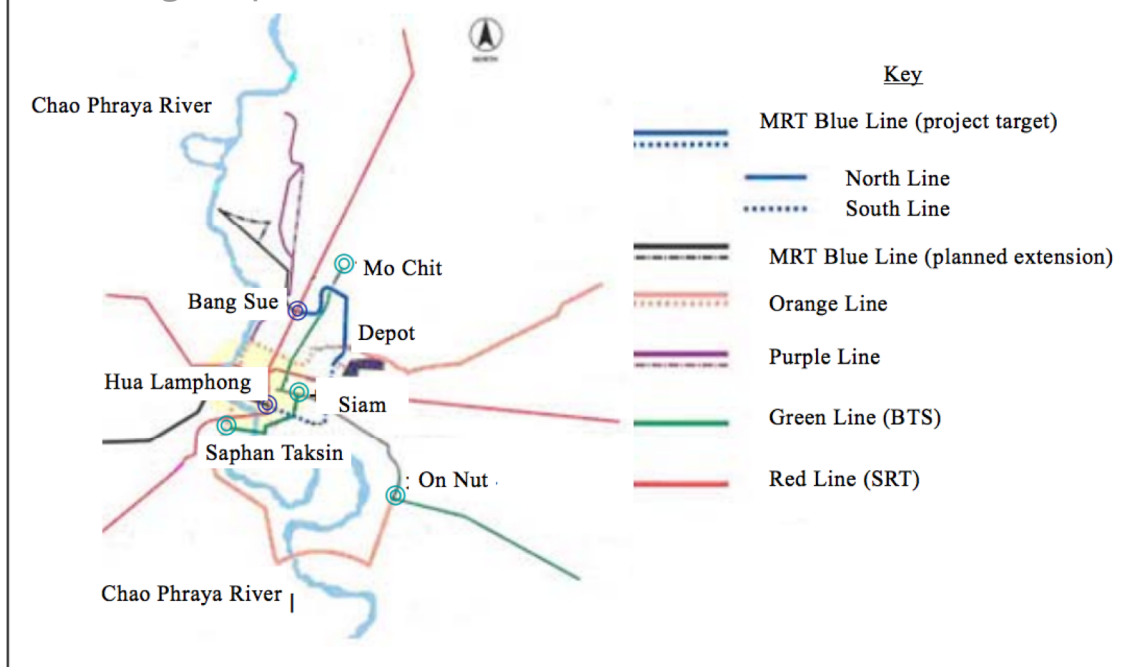 NORTH
Key
Chao Phraya River
MRT Blue Line (project target)
North Line
South Line
MRT Blue Line (planned extension)
Mo Chit
Bang Sue
Orange Line
Depot
Purple Line
Hua Lamphong
Siam
Green Line (BTS)
Saphan Taksin
: On Nut
Red Line (SRT)
Chao Phraya River